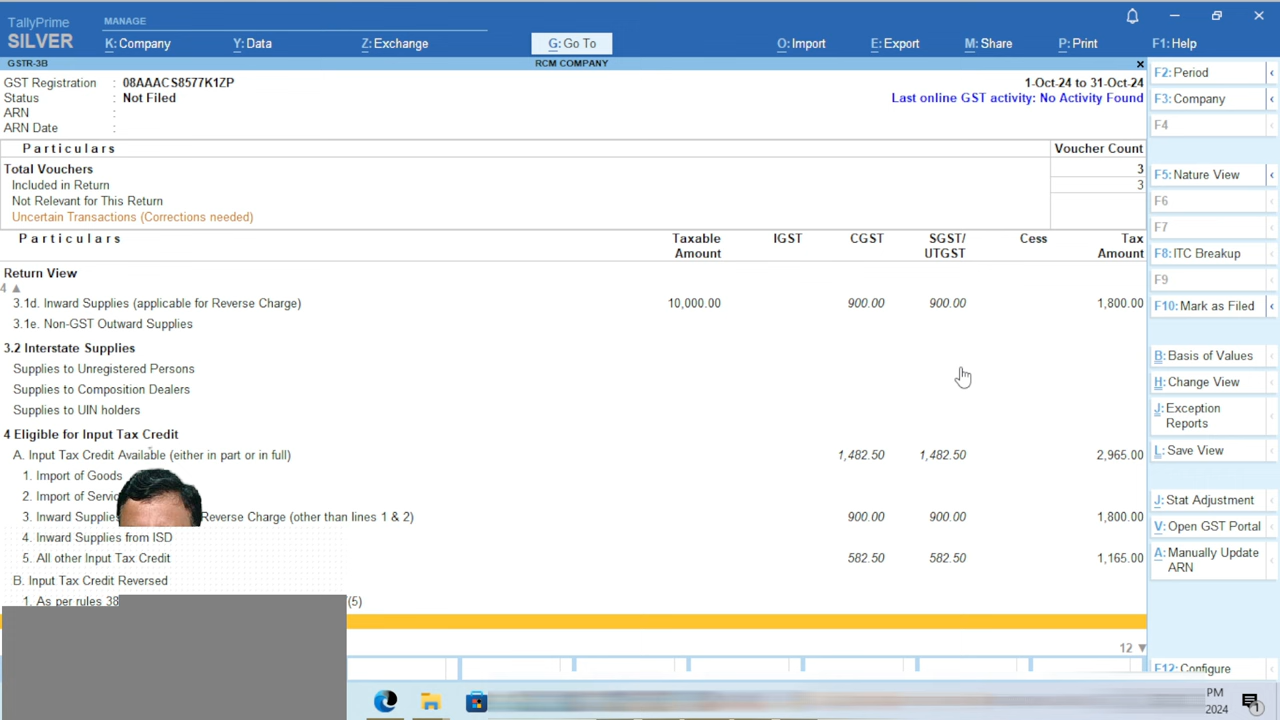 TallyPrime
SILVER
MANAGE
K: Company
Y: Data
Z: Exchange
G: Go To
O: Import
E: Export
M: Share
P: Print
F1: Help
GSTR-3B
RCM COMPANY
GST Registration : 08AAACS8577K1ZP
1-Oct-24 to 31-Oct-24
Status : Not Filed
Last online GST activity: No Activity Found
ARN :
ARN Date :
Particulars Voucher Count
Total Vouchers 3
Included in Return 3
Not Relevant for This Return
Uncertain Transactions (Corrections needed)
Particulars Taxable Amount IGST CGST SGST/ UTGST Cess Tax Amount
Return View
4 ▲
3.1d. Inward Supplies (applicable for Reverse Charge) 10,000.00 900.00 900.00 1,800.00
3.1e. Non-GST Outward Supplies
3.2 Interstate Supplies
Supplies to Unregistered Persons
Supplies to Composition Dealers
Supplies to UIN holders
4 Eligible for Input Tax Credit
A. Input Tax Credit Available (either in part or in full) 1,482.50 1,482.50 2,965.00
1. Import of Goods
2. Import of
3. Inward Reverse Charge (other than lines 1 & 2) 900.00 900.00 1,800.00
4. Inward Supplies from ISD
5. All other Input Tax Credit 582.50 582.50 1,165.00
B. Input Tax Credit Reversed
1. As per rules 38 (5)
12 ▼
F2: Period
F3: Company
F4
F5: Nature View
F6
F7
F8: ITC Breakup
F9
F10: Mark as Filed
B: Basis of Values
H: Change View
J: Exception
Reports
L: Save View
J: Stat Adjustment
V: Open GST Portal
A: Manually Update
ARN
F12: Configure
PM
2024
1